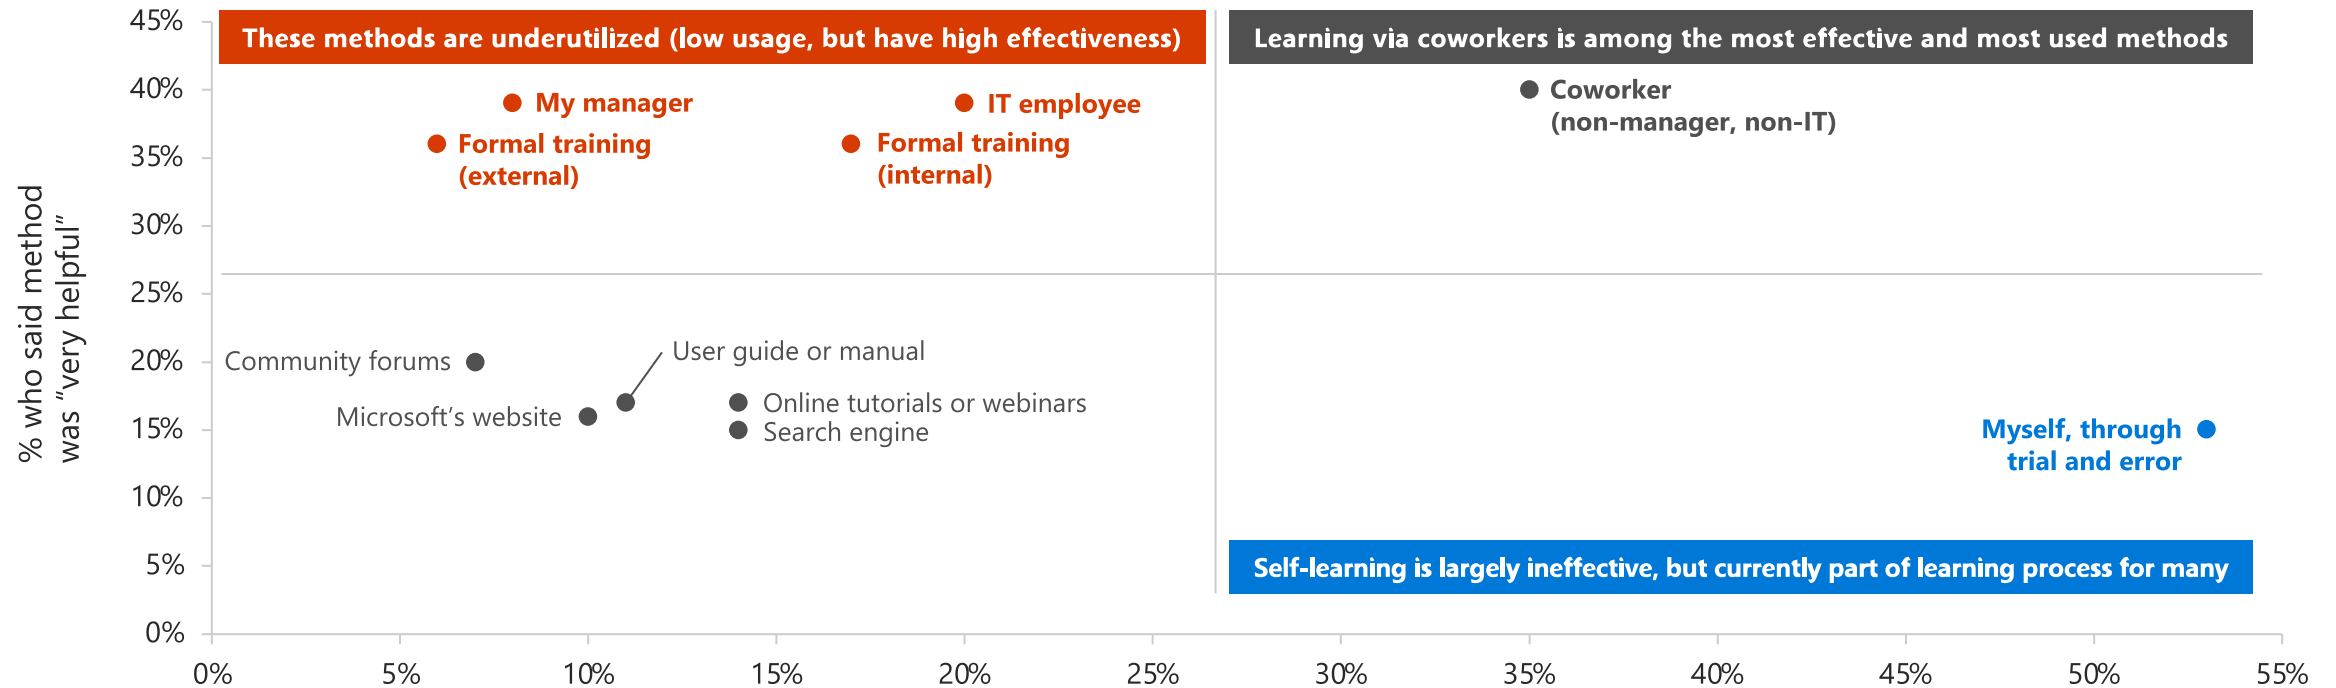 45%
These methods are underutilized (low usage, but have high effectiveness)
Learning via coworkers is among the most effective and most used methods
40%
My manager
IT employee
Coworker
(non-manager, non-IT)
35%
Formal training
(external)
Formal training
(internal)
30%
% who said method
was “very helpful”
25%
20%
Community forums
User guide or manual
Microsoft’s website
Online tutorials or webinars
Search engine
15%
Myself, through
trial and error
10%
5%
Self-learning is largely ineffective, but currently part of learning process for many
0%
0% 5% 10% 15% 20% 25% 30% 35% 40% 45% 50% 55%